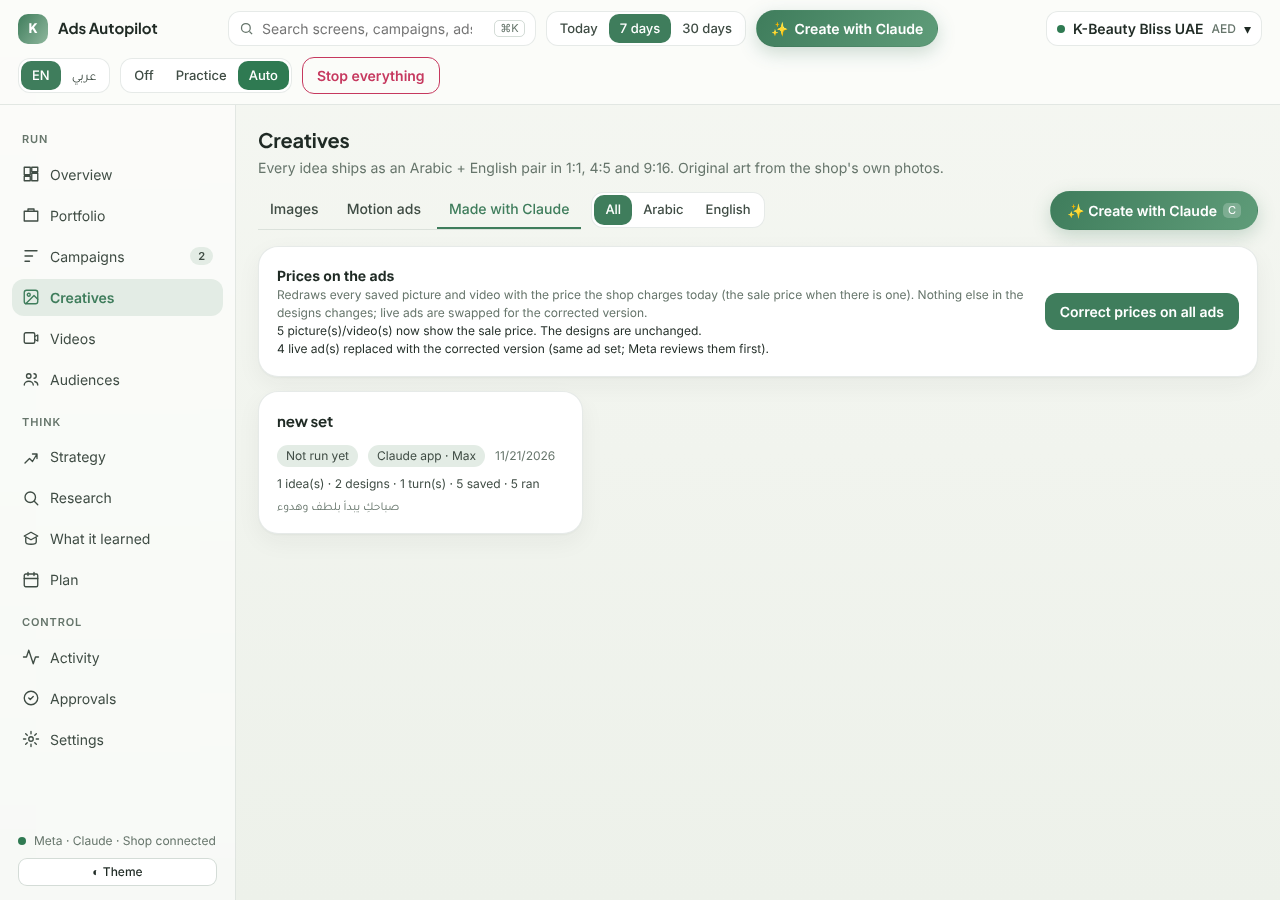 K Ads Autopilot
Search screens, campaigns, ads
⌘K
Today 7 days 30 days
✨ Create with Claude
K-Beauty Bliss UAE AED ▾
EN عربي
Off Practice Auto
Stop everything
RUN
Overview
Portfolio
Campaigns 2
Creatives
Videos
Audiences
THINK
Strategy
Research
What it learned
Plan
CONTROL
Activity
Approvals
Settings
Meta · Claude · Shop connected
Theme
Creatives
Every idea ships as an Arabic + English pair in 1:1, 4:5 and 9:16. Original art from the shop's own photos.
Images Motion ads Made with Claude
All Arabic English
✨ Create with Claude C
Prices on the ads
Redraws every saved picture and video with the price the shop charges today (the sale price when there is one). Nothing else in the
designs changes; live ads are swapped for the corrected version.
5 picture(s)/video(s) now show the sale price. The designs are unchanged.
4 live ad(s) replaced with the corrected version (same ad set; Meta reviews them first).
Correct prices on all ads
new set
Not run yet Claude app · Max 11/21/2026
1 idea(s) · 2 designs · 1 turn(s) · 5 saved · 5 ran
صباحكِ يبدأ بلطف وهدوء